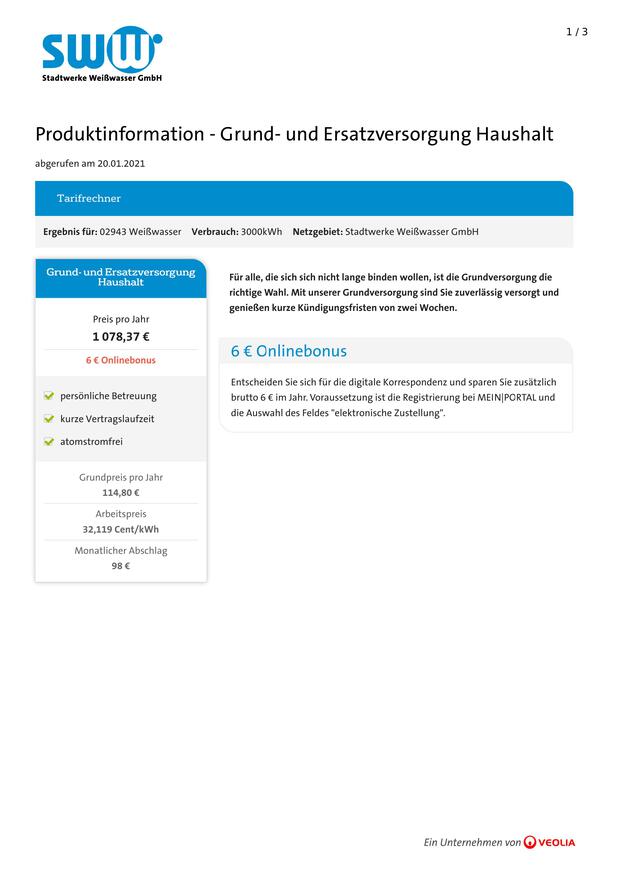 1 / 3
sww
Stadtwerke Weißwasser GmbH
Produktinformation - Grund- und Ersatzversorgung Haushalt
abgerufen am 20.01.2021
Tarifrechner
Ergebnis für: 02943 Weißwasser Verbrauch: 3000kWh Netzgebiet: Stadtwerke Weißwasser GmbH
Grund- und Ersatzversorgung
Haushalt
Preis pro Jahr
1 078,37 €
6 € Onlinebonus
persönliche Betreuung
kurze Vertragslaufzeit
atomstromfrei
Grundpreis pro Jahr
114,80 €
Arbeitspreis
32,119 Cent/kWh
Monatlicher Abschlag
98 €
Für alle, die sich sich nicht lange binden wollen, ist die Grundversorgung die
richtige Wahl. Mit unserer Grundversorgung sind Sie zuverlässig versorgt und
genießen kurze Kündigungsfristen von zwei Wochen.
6 € Onlinebonus
Entscheiden Sie sich für die digitale Korrespondenz und sparen Sie zusätzlich
brutto 6 € im Jahr. Voraussetzung ist die Registrierung bei MEIN|PORTAL und
die Auswahl des Feldes "elektronische Zustellung".
Ein Unternehmen von VEOLIA